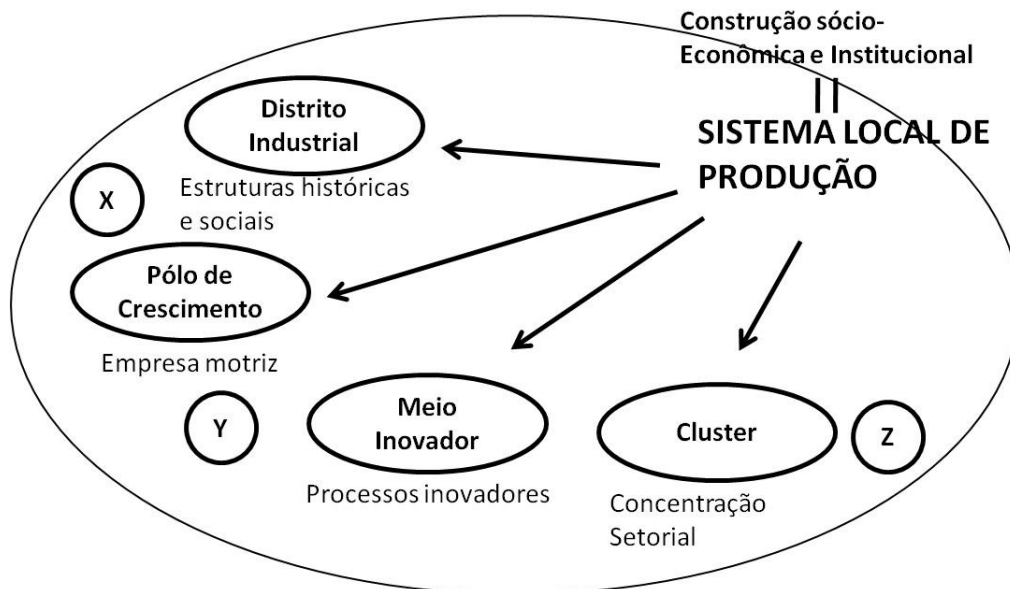 Construção sócio-
Econômica e Institucional
SISTEMA LOCAL DE
PRODUÇÃO
Distrito
Industrial
Estruturas históricas
e sociais
X
Pólo de
Crescimento
Empresa motriz
Y
Meio
Inovador
Processos inovadores
Cluster
Concentração
Setorial
Z